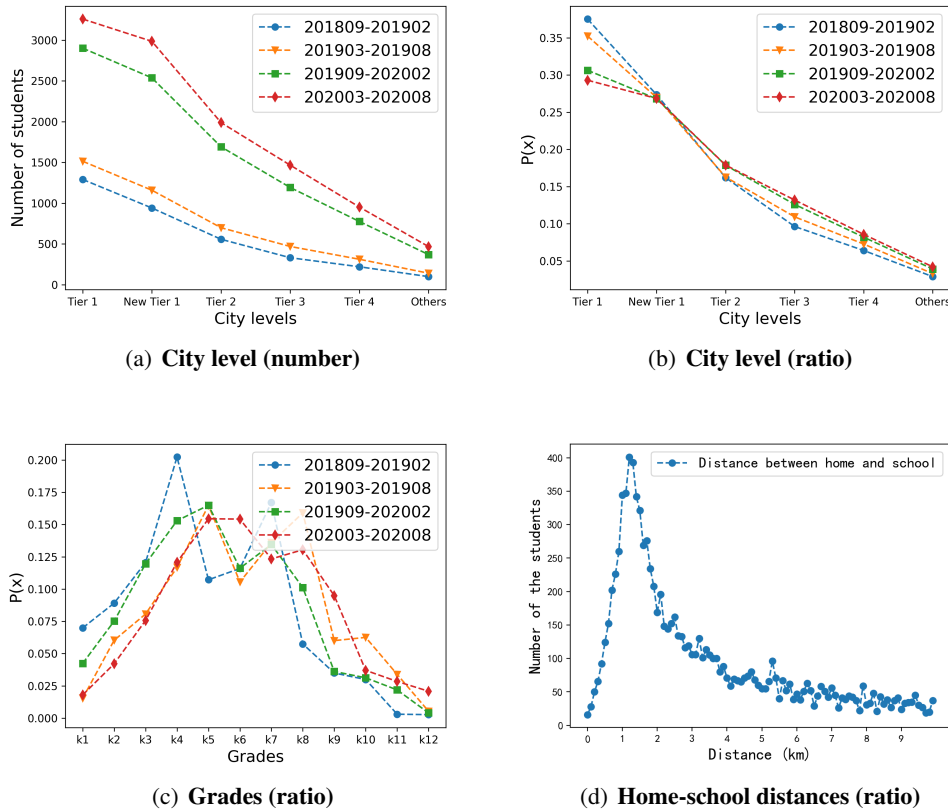 3000
2500
2000
1500
1000
500
0
Number of students
201809-201902
201903-201908
201909-202002
202003-202008
Tier 1 New Tier 1 Tier 2 Tier 3 Tier 4 Others
City levels
(a) City level (number)
0.35
0.30
0.25
0.20
0.15
0.10
0.05
P(x)
201809-201902
201903-201908
201909-202002
202003-202008
Tier 1 New Tier 1 Tier 2 Tier 3 Tier 4 Others
City levels
(b) City level (ratio)
0.200
0.175
0.150
0.125
0.100
0.075
0.050
0.025
0.000
P(x)
201809-201902
201903-201908
201909-202002
202003-202008
k1 k2 k3 k4 k5 k6 k7 k8 k9 k10 k11 k12
Grades
(c) Grades (ratio)
400
350
300
250
200
150
100
50
0
Number of the students
Distance between home and school
0 1 2 3 4 5 6 7 8 9
Distance (km)
(d) Home-school distances (ratio)